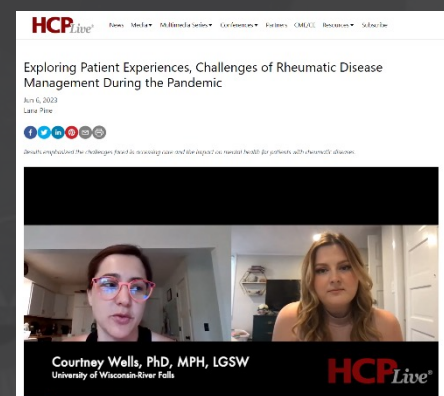 HCPLive®
News Media Multimedia Series Conferences Partners CME/CE Resources Subscribe
Exploring Patient Experiences, Challenges of Rheumatic Disease
Management During the Pandemic
Jun 6, 2023
Lana Pine
Results emphasized the challenges faced in accessing care and the impact on mental health for patients with rheumatic diseases.
Courtney Wells, PhD, MPH, LGSW
University of Wisconsin-River Falls
HCPLive®